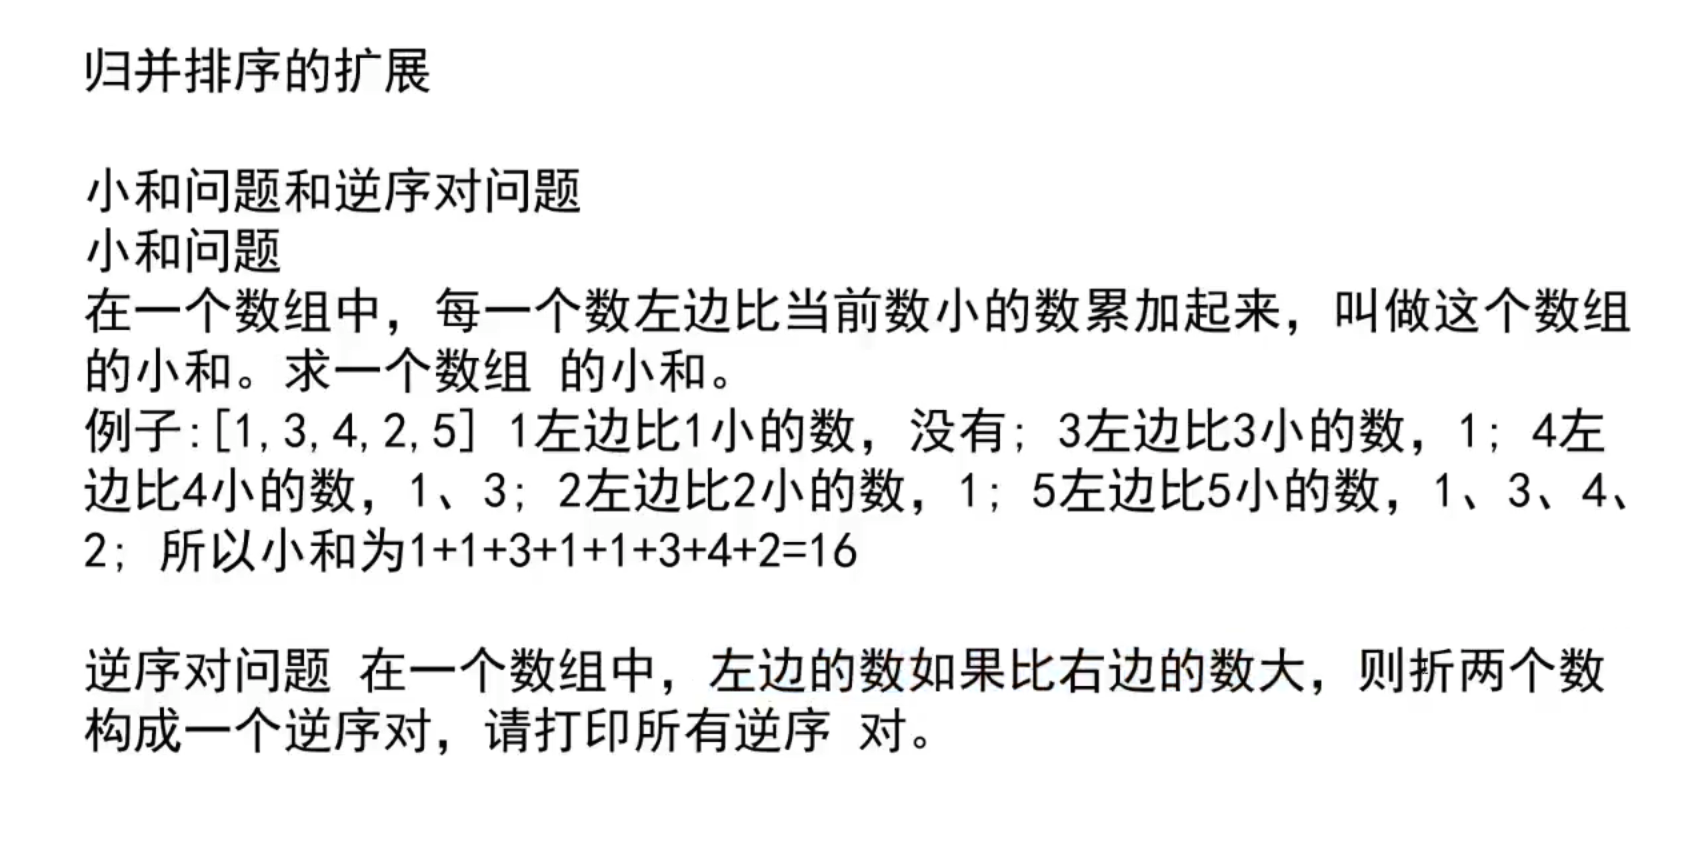 归并排序的扩展
小和问题和逆序对问题
小和问题
在一个数组中，每一个数左边比当前数小的数累加起来，叫做这个数组
的小和。求一个数组 的小和。
例子:[1,3,4,2,5] 1左边比1小的数，没有；3左边比3小的数，1；4左
边比4小的数，1、3；2左边比2小的数，1；5左边比5小的数，1、3、4、
2；所以小和为1+1+3+1+1+3+4+2=16
逆序对问题 在一个数组中，左边的数如果比右边的数大，则折两个数
构成一个逆序对，请打印所有逆序 对。